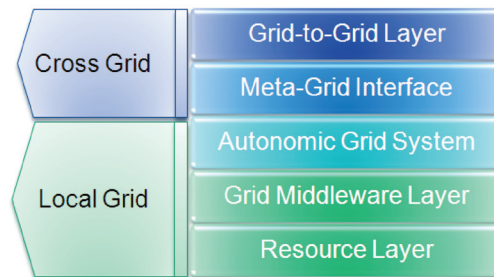 Cross Grid
Grid-to-Grid Layer
Meta-Grid Interface
Local Grid
Autonomic Grid System
Grid Middleware Layer
Resource Layer